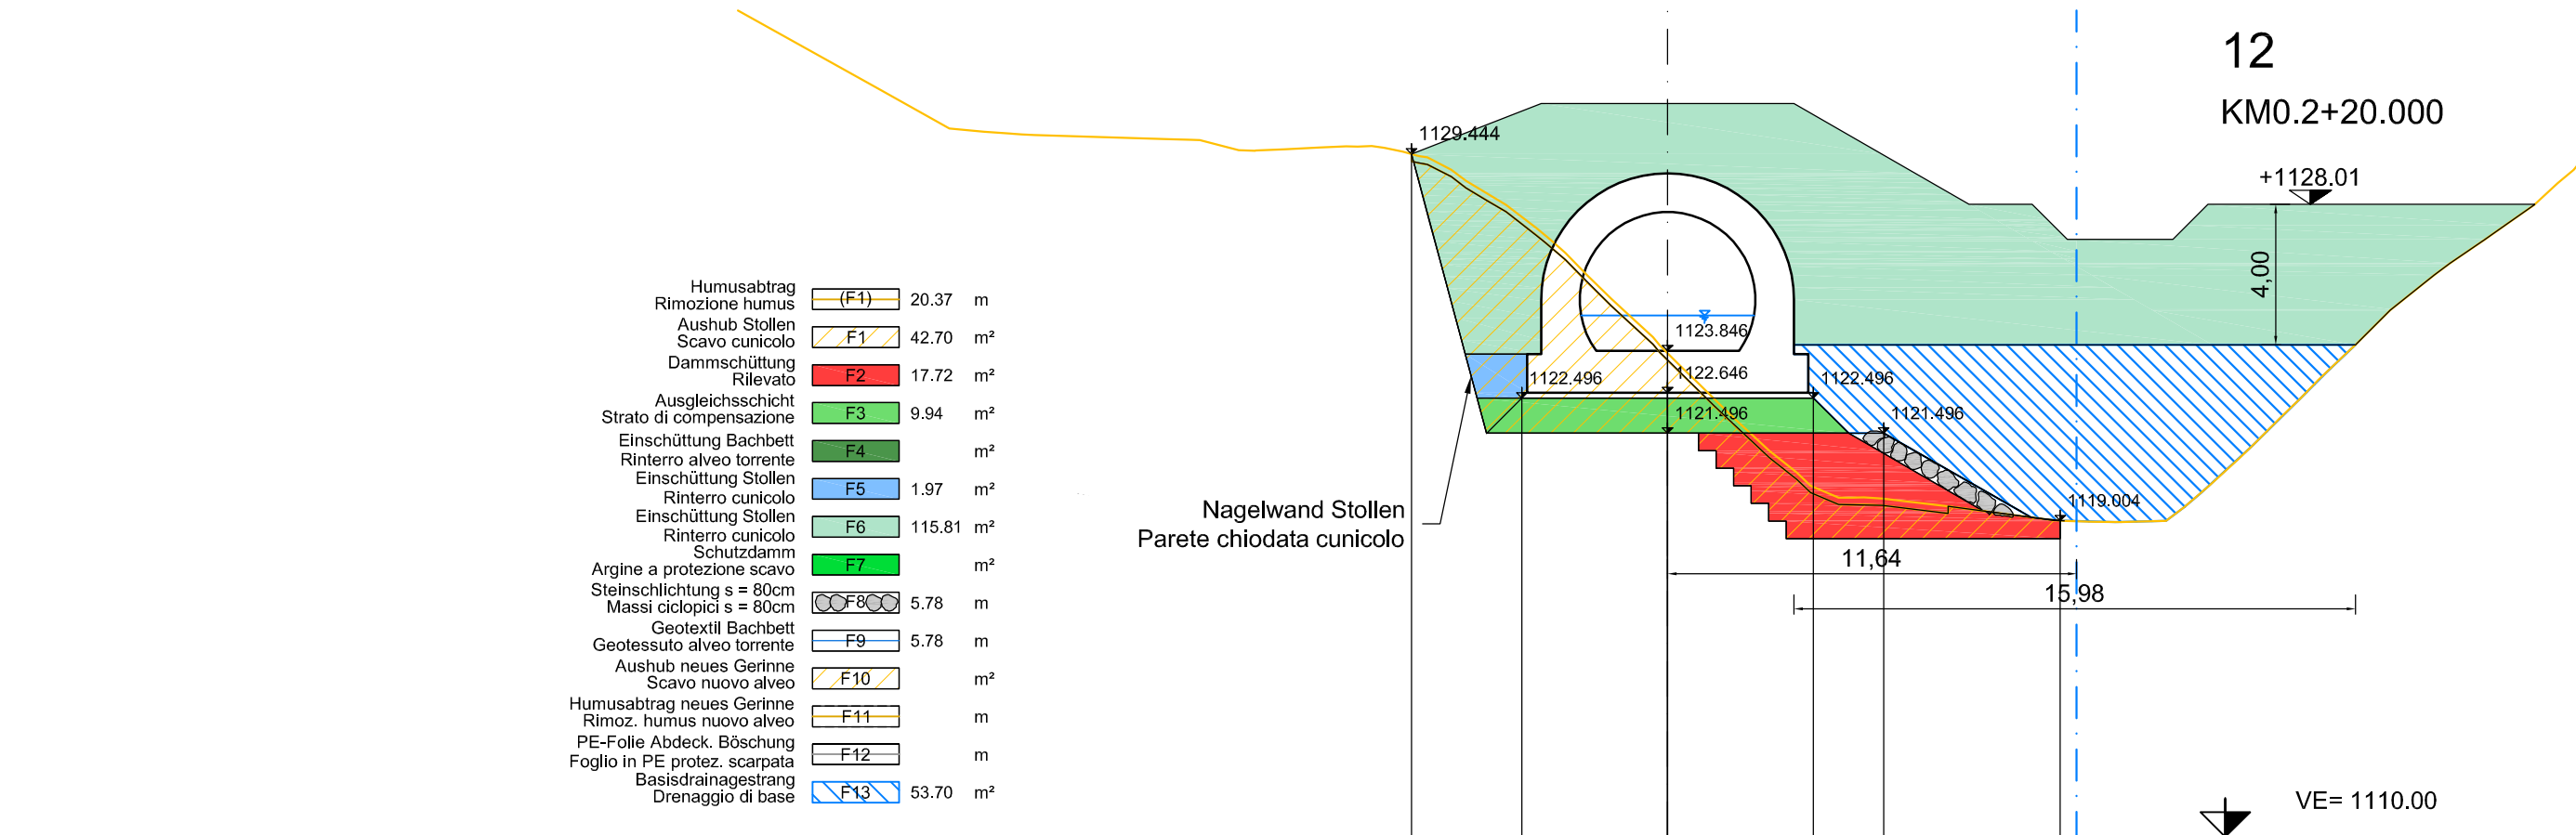 12
KM0.2+20.000
1129.444
+1128.01
4,00
1123.846
1122.646
1122.496
1122.496
1121.496
1121.496
1119.004
11,64
15,98
Nagelwand Stollen
Parete chiodata cunicolo
VE= 1110.00
Humusabtrag
Rimozione humus
(F1) 20.37 m
Aushub Stollen
Scavo cunicolo
F1 42.70 m²
Dammschüttung
Rilevato
F2 17.72 m²
Ausgleichsschicht
Strato di compensazione
F3 9.94 m²
Einschüttung Bachbett
Rinterro alveo torrente
F4 m²
Einschüttung Stollen
Rinterro cunicolo
F5 1.97 m²
Einschüttung Stollen
Rinterro cunicolo
F6 115.81 m²
Schutzdamm
Argine a protezione scavo
F7 m²
Steinschlichtung s = 80cm
Massi ciclopici s = 80cm
F8 5.78 m
Geotextil Bachbett
Geotessuto alveo torrente
F9 5.78 m
Aushub neues Gerinne
Scavo nuovo alveo
F10 m²
Humusabtrag neues Gerinne
Rimoz. humus nuovo alveo
F11 m
PE-Folie Abdeck. Böschung
Foglio in PE protez. scarpata
F12 m
Basisdrainagestrang
Drenaggio di base
F13 53.70 m²